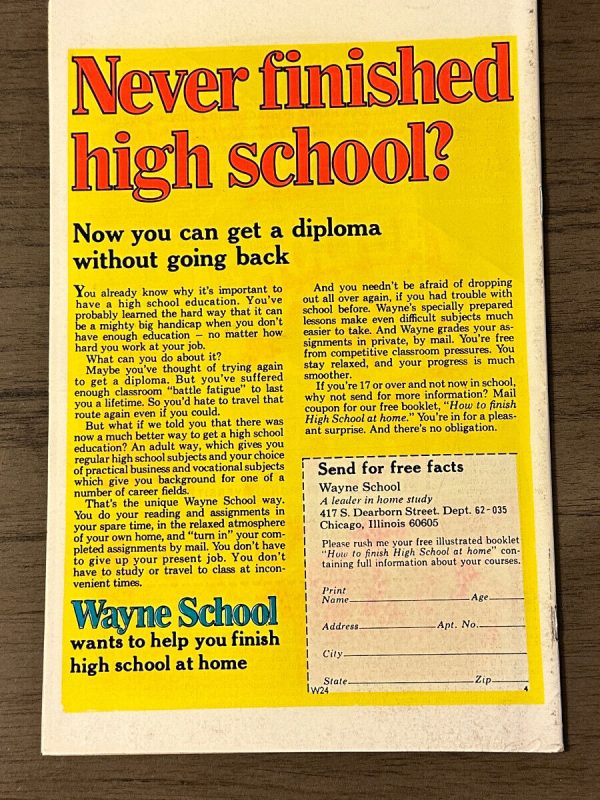 Never finished
high school?
Now you can get a diploma
without going back
You already know why it's important to
have a high school education. You've
probably learned the hard way that it can
be a mighty big handicap when you don't
have enough education — no matter how
hard you work at your job.
What can you do about it?
Maybe you've thought of trying again
to get a diploma. But you've suffered
enough classroom "battle fatigue" to last
you a lifetime. So you'd hate to travel that
route again even if you could.
But what if we told you that there was
now a much better way to get a high school
education? An adult way, which gives you
regular high school subjects and your choice
of practical business and vocational subjects
which give you background for one of a
number of career fields.
That's the unique Wayne School way.
You do your reading and assignments in
your spare time, in the relaxed atmosphere
of your own home, and "turn in" your com-
pleted assignments by mail. You don't have
to give up your present job. You don't
have to study or travel to class at incon-
venient times.
Wayne School
wants to help you finish
high school at home
And you needn't be afraid of dropping
out all over again, if you had trouble with
school before. Wayne's specially prepared
lessons make even difficult subjects much
easier to take. And Wayne grades your as-
signments in private, by mail. You're free
from competitive classroom pressures. You
stay relaxed, and your progress is much
smoother.
If you're 17 or over and not now in school,
why not send for more information? Mail
coupon for our free booklet, "How to finish
High School at home." You're in for a pleas-
ant surprise. And there's no obligation.
Send for free facts
Wayne School
A leader in home study
417 S. Dearborn Street. Dept. 62-035
Chicago, Illinois 60605
Please rush me your free illustrated booklet
"How to finish High School at home" con-
taining full information about your courses.
Print
Name Age
Address Apt. No.
City
State Zip
W24 4